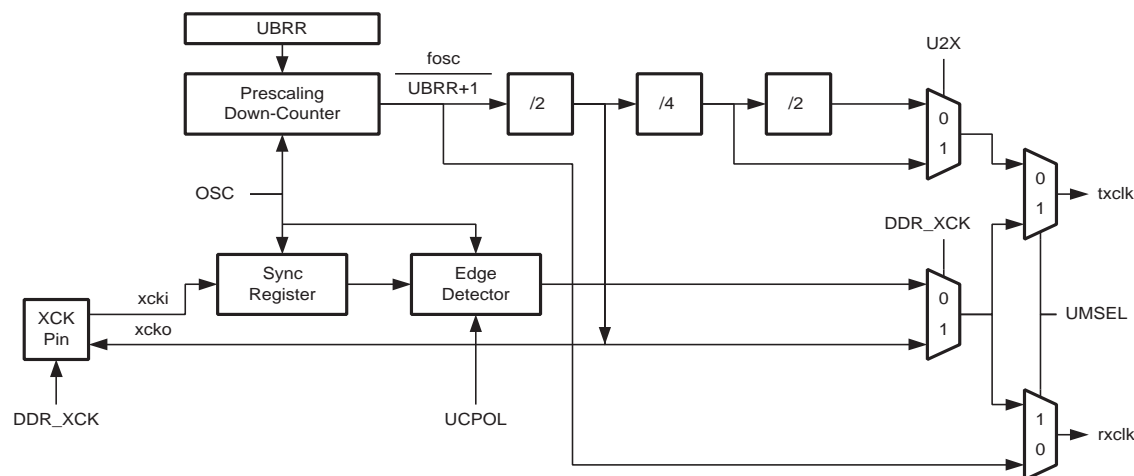 UBRR
U2X
fosc
UBRR+1
Prescaling
Down-Counter
/2
/4
/2
0
1
OSC
0
1
txclk
DDR_XCK
Sync
Register
Edge
Detector
xcki
0
1
XCK
Pin
xcko
UMSEL
DDR_XCK
UCPOL
1
0
rxclk